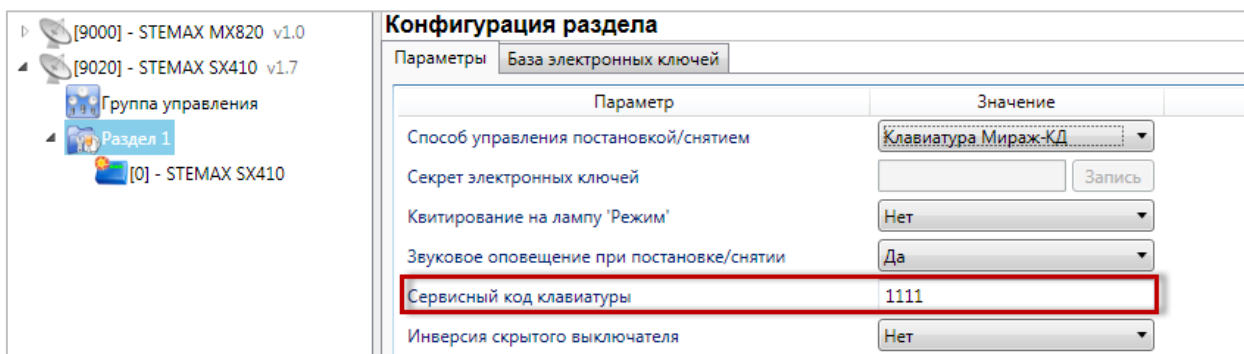 [9000] - STEMAX MX820 v1.0
[9020] - STEMAX SX410 v1.7
Группа управления
Раздел 1
[0] - STEMAX SX410
Конфигурация раздела
Параметры База электронных ключей
Параметр Значение
Способ управления постановкой/снятием Клавиатура Мираж-КД
Секрет электронных ключей Запись
Квитирование на лампу 'Режим' Нет
Звуковое оповещение при постановке/снятии Да
Сервисный код клавиатуры 1111
Инверсия скрытого выключателя Нет